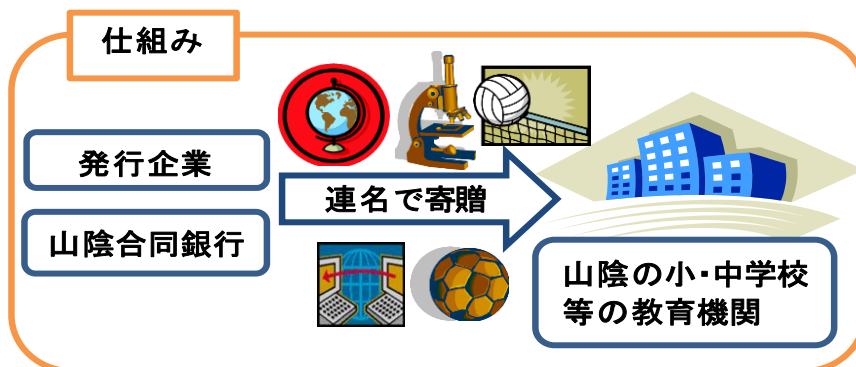 仕組み
発行企業
山陰合同銀行
連名で寄贈
山陰の小・中学校
等の教育機関